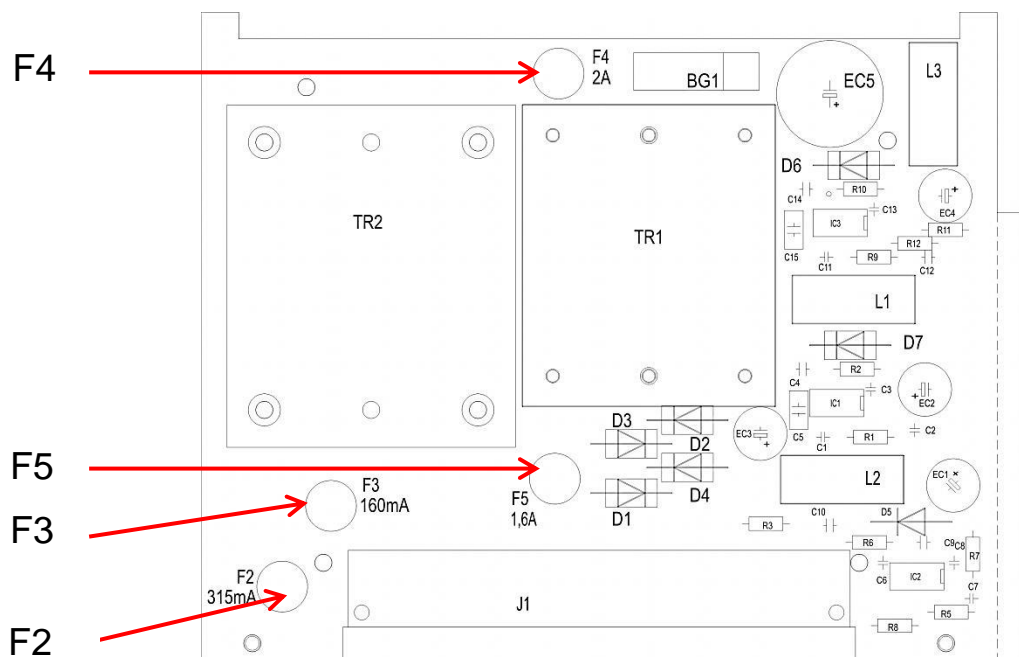 F4
F4
2A
BG1
EC5
L3
D6
C14
R10
C13
EC4
IC3
R11
TR2
TR1
R12
C15
C11
R9
C12
L1
D7
C4
R2
C3
IC1
EC2
D3
D2
EC3
C5
C1
R1
C2
F5
F3
160mA
F5
1,6A
D4
D1
L2
EC1
F3
R3
C10
D5
R6
C9
C8
R7
F2
315mA
C6
IC2
C7
J1
R5
R8
F2